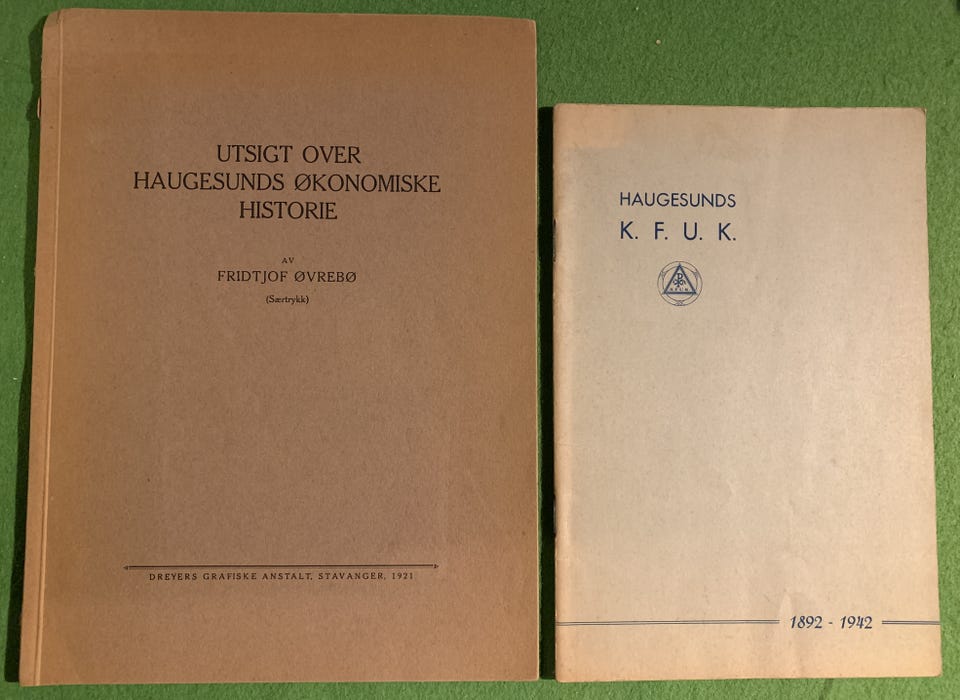 UTSIGT OVER
HAUGESUNDS ØKONOMISKE
HISTORIE
AV
FRIDTJOF ØVREBØ
(Særtrykk)
DREYERS GRAFISKE ANSTALT, STAVANGER, 1921
HAUGESUNDS
K. F. U. K.
1892 - 1942